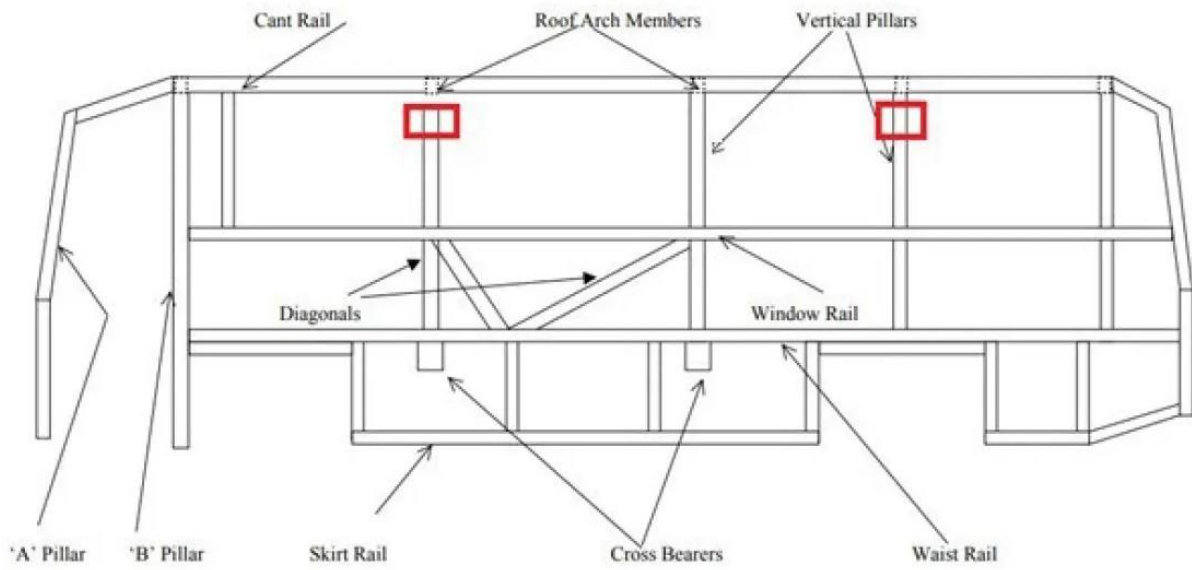 Cant Rail
Roof Arch Members
Vertical Pillars
Diagonals
Window Rail
'A' Pillar
'B' Pillar
Skirt Rail
Cross Bearers
Waist Rail